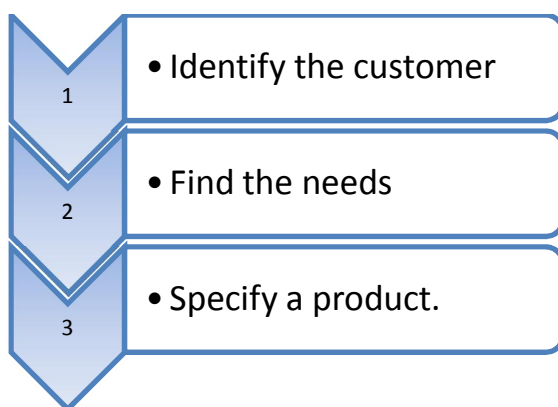 1
• Identify the customer
2
• Find the needs
3
• Specify a product.